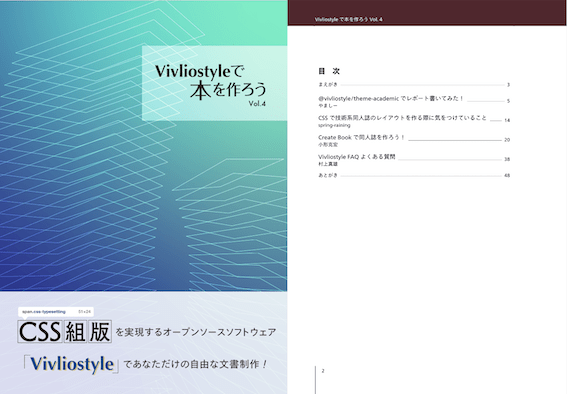 Vivliostyleで
本を作ろう
Vol.4
span.css-typesetting 51×24
CSS組版を実現するオープンソースソフトウェア
「Vivliostyle」であなただけの自由な文書制作！
Vivliostyle で本を作ろう Vol. 4
目 次
まえがき 3
@vivliostyle/theme-academic でレポート書いてみた！ 5
やましー
CSS で技術系同人誌のレイアウトを作る際に気をつけていること 14
spring-raining
Create Book で同人誌を作ろう！ 20
小形克宏
Vivliostyle FAQ よくある質問 38
村上真雄
あとがき 48
2